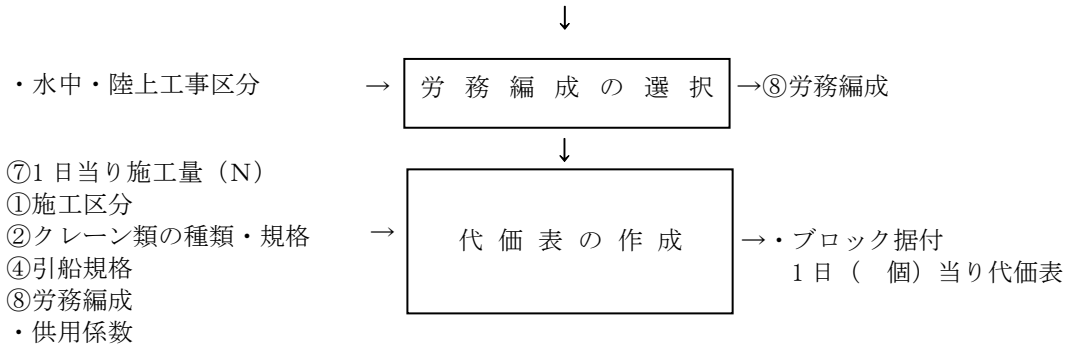 ↓
・水中・陸上工事区分 → 労務編成の選択 →⑧労務編成
↓
⑦1日当り施工量（N）
①施工区分
②クレーン類の種類・規格 → 代価表の作成 →・ブロック据付
④引船規格 1日（　個）当り代価表
⑧労務編成
・供用係数